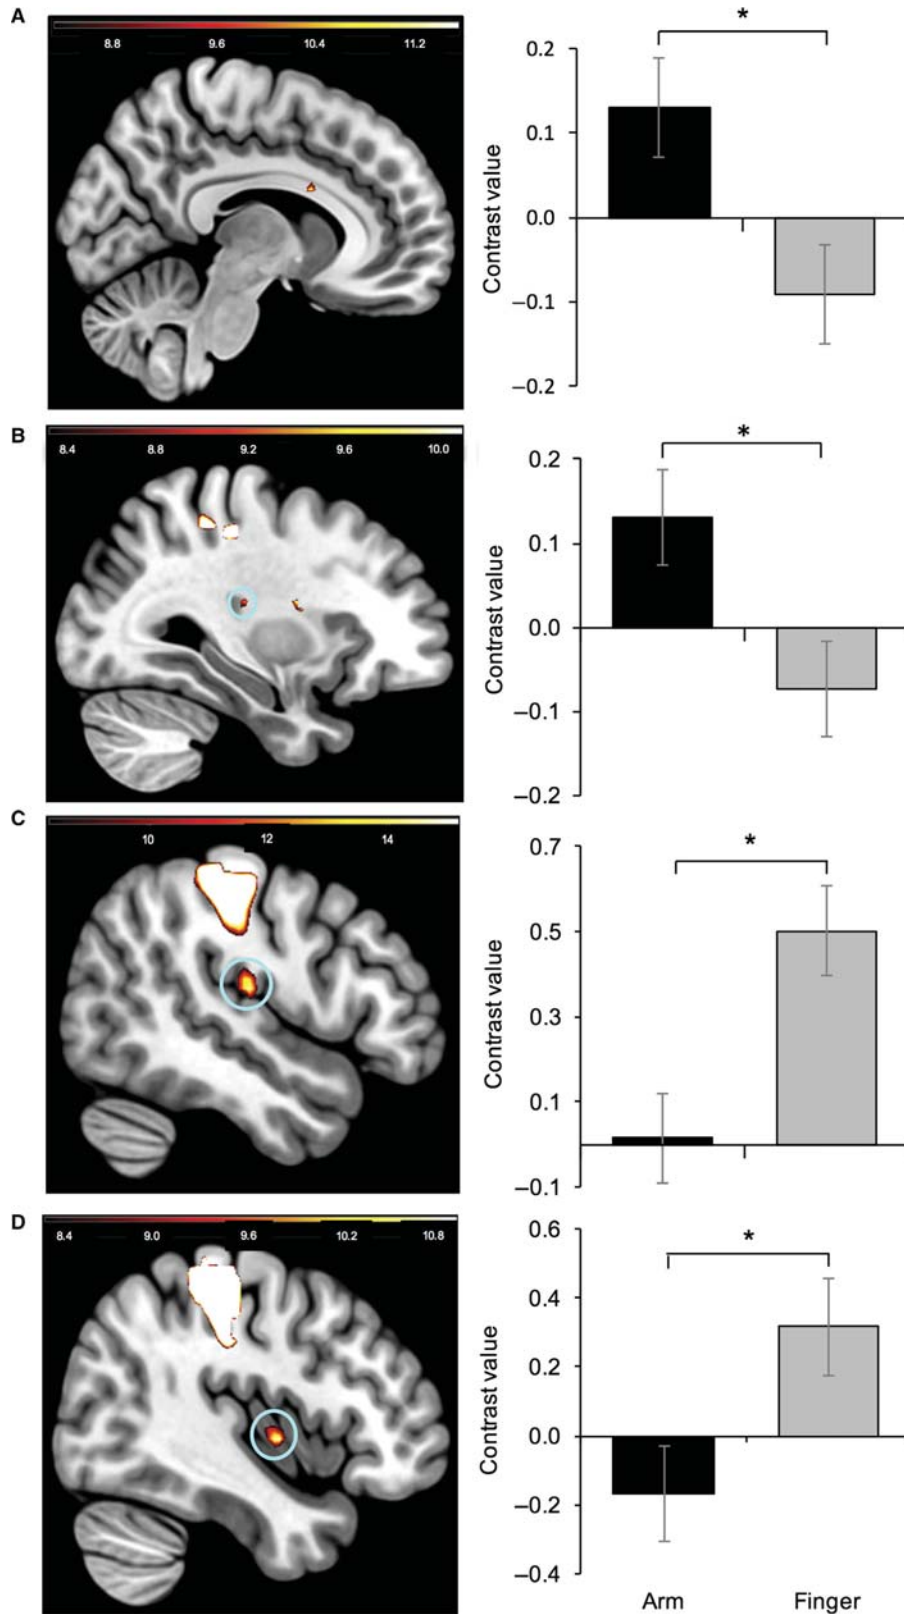 A
8.8 9.6 10.4 11.2
*
0.2
0.1
0.0
–0.1
–0.2
Contrast value
B
8.4 8.8 9.2 9.6 10.0
*
0.2
0.1
0.0
–0.1
–0.2
Contrast value
C
10 12 14
*
0.7
0.5
0.3
0.1
–0.1
Contrast value
D
8.4 9.0 9.6 10.2 10.8
*
0.6
0.4
0.2
0.0
–0.2
–0.4
Contrast value
Arm Finger